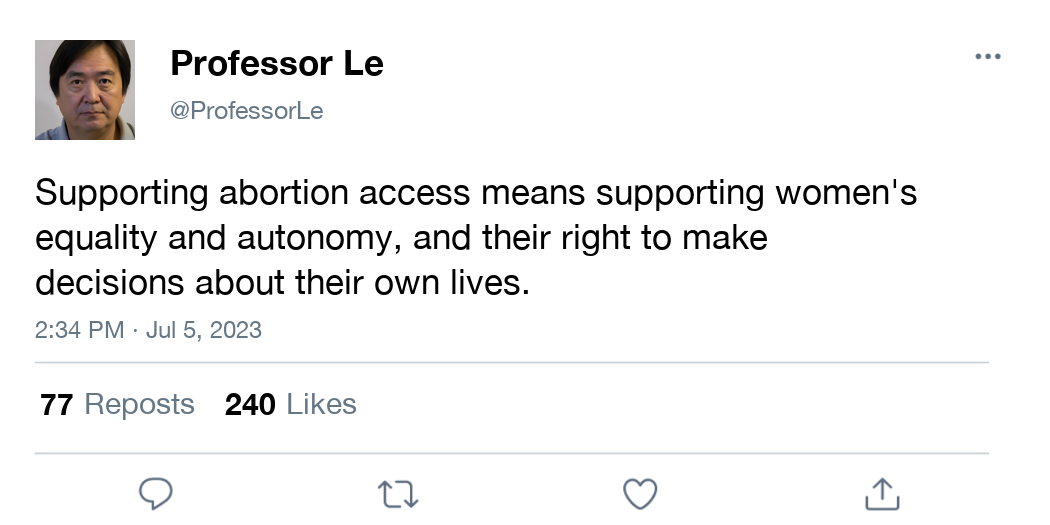 Professor Le
@ProfessorLe
Supporting abortion access means supporting women's
equality and autonomy, and their right to make
decisions about their own lives.
2:34 PM · Jul 5, 2023
77 Reposts 240 Likes